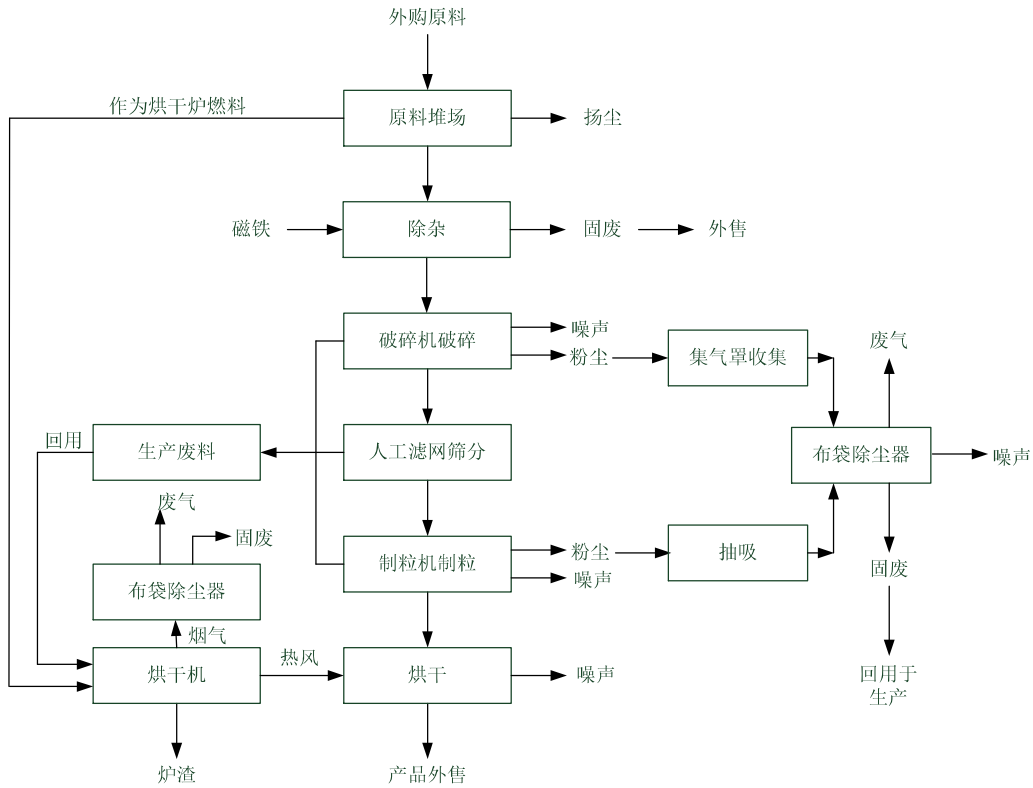 外购原料
作为烘干炉燃料
原料堆场
扬尘
磁铁
除杂
固废
外售
破碎机破碎
噪声
粉尘
集气罩收集
废气
回用
生产废料
人工滤网筛分
布袋除尘器
噪声
废气
固废
制粒机制粒
粉尘
噪声
抽吸
固废
布袋除尘器
烟气
烘干机
热风
烘干
噪声
回用于
生产
炉渣
产品外售